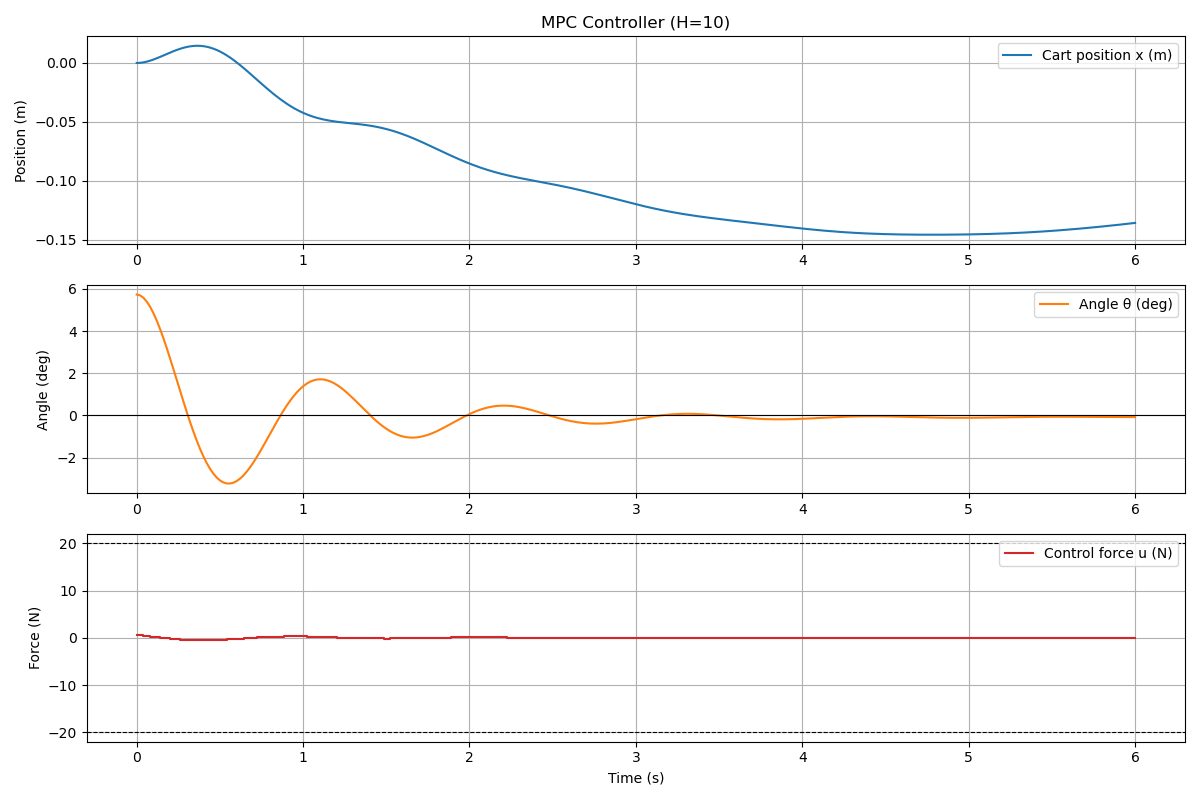 MPC Controller (H=10)
Cart position x (m)
Position (m)
0.00
−0.05
−0.10
−0.15
0 1 2 3 4 5 6
Angle θ (deg)
Angle (deg)
6
4
2
0
−2
0 1 2 3 4 5 6
Control force u (N)
Force (N)
20
10
0
−10
−20
0 1 2 3 4 5 6
Time (s)